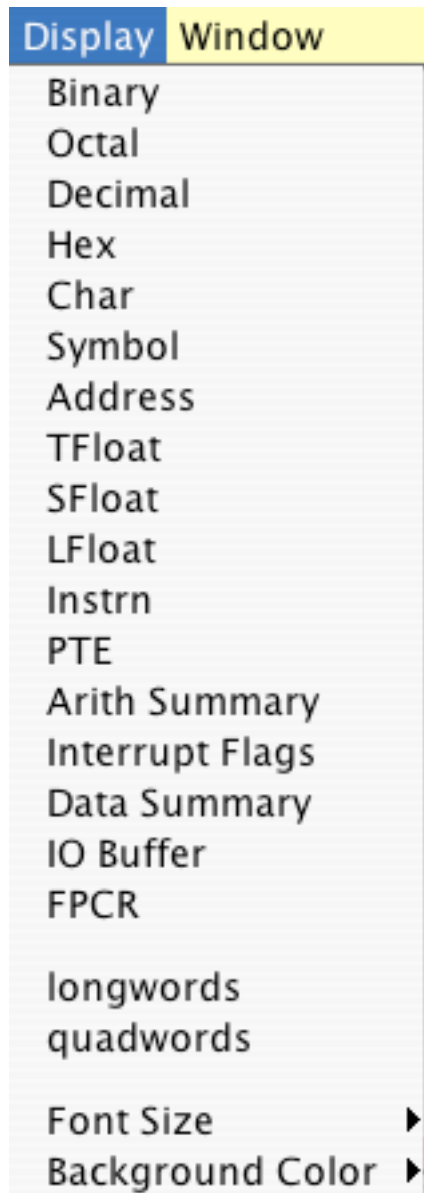 Display Window
Binary
Octal
Decimal
Hex
Char
Symbol
Address
TFloat
SFloat
LFloat
Instrn
PTE
Arith Summary
Interrupt Flags
Data Summary
IO Buffer
FPCR
longwords
quadwords
Font Size
Background Color